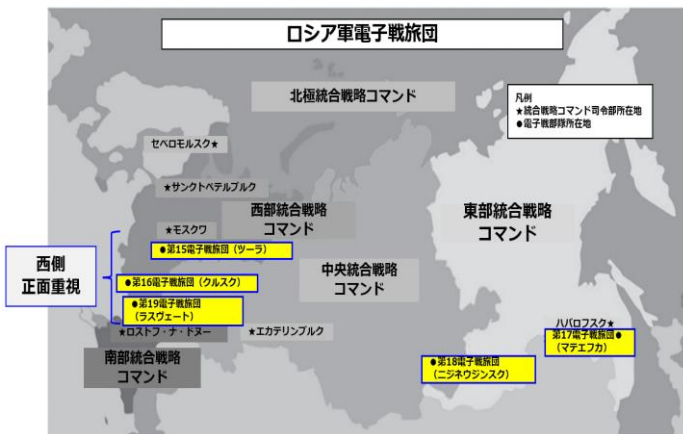 ロシア軍電子戦旅団
北極統合戦略コマンド
凡例
★統合戦略コマンド司令部所在地
●電子戦部隊所在地
セベロモルスク★
★サンクトペテルブルク
西部統合戦略
コマンド
東部統合戦略
コマンド
★モスクワ
●第15電子戦旅団(ツーラ)
西側
正面重視
中央統合戦略
コマンド
●第16電子戦旅団(クルスク)
●第19電子戦旅団
(ラスヴェート)
★ロストフ・ナ・ドヌー
★エカテリンブルク
ハバロフスク★
第17電子戦旅団●
(マテエフカ)
南部統合戦略
コマンド
●第18電子戦旅団
(ニジネウジンスク)